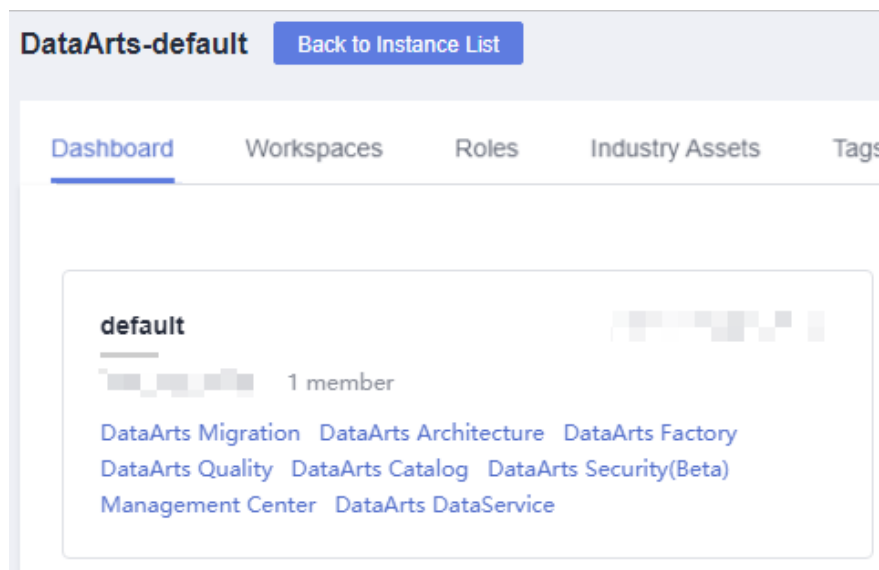 DataArts-default Back to Instance List
Dashboard Workspaces Roles Industry Assets Tags
default
1 member
DataArts Migration DataArts Architecture DataArts Factory
DataArts Quality DataArts Catalog DataArts Security(Beta)
Management Center DataArts DataService